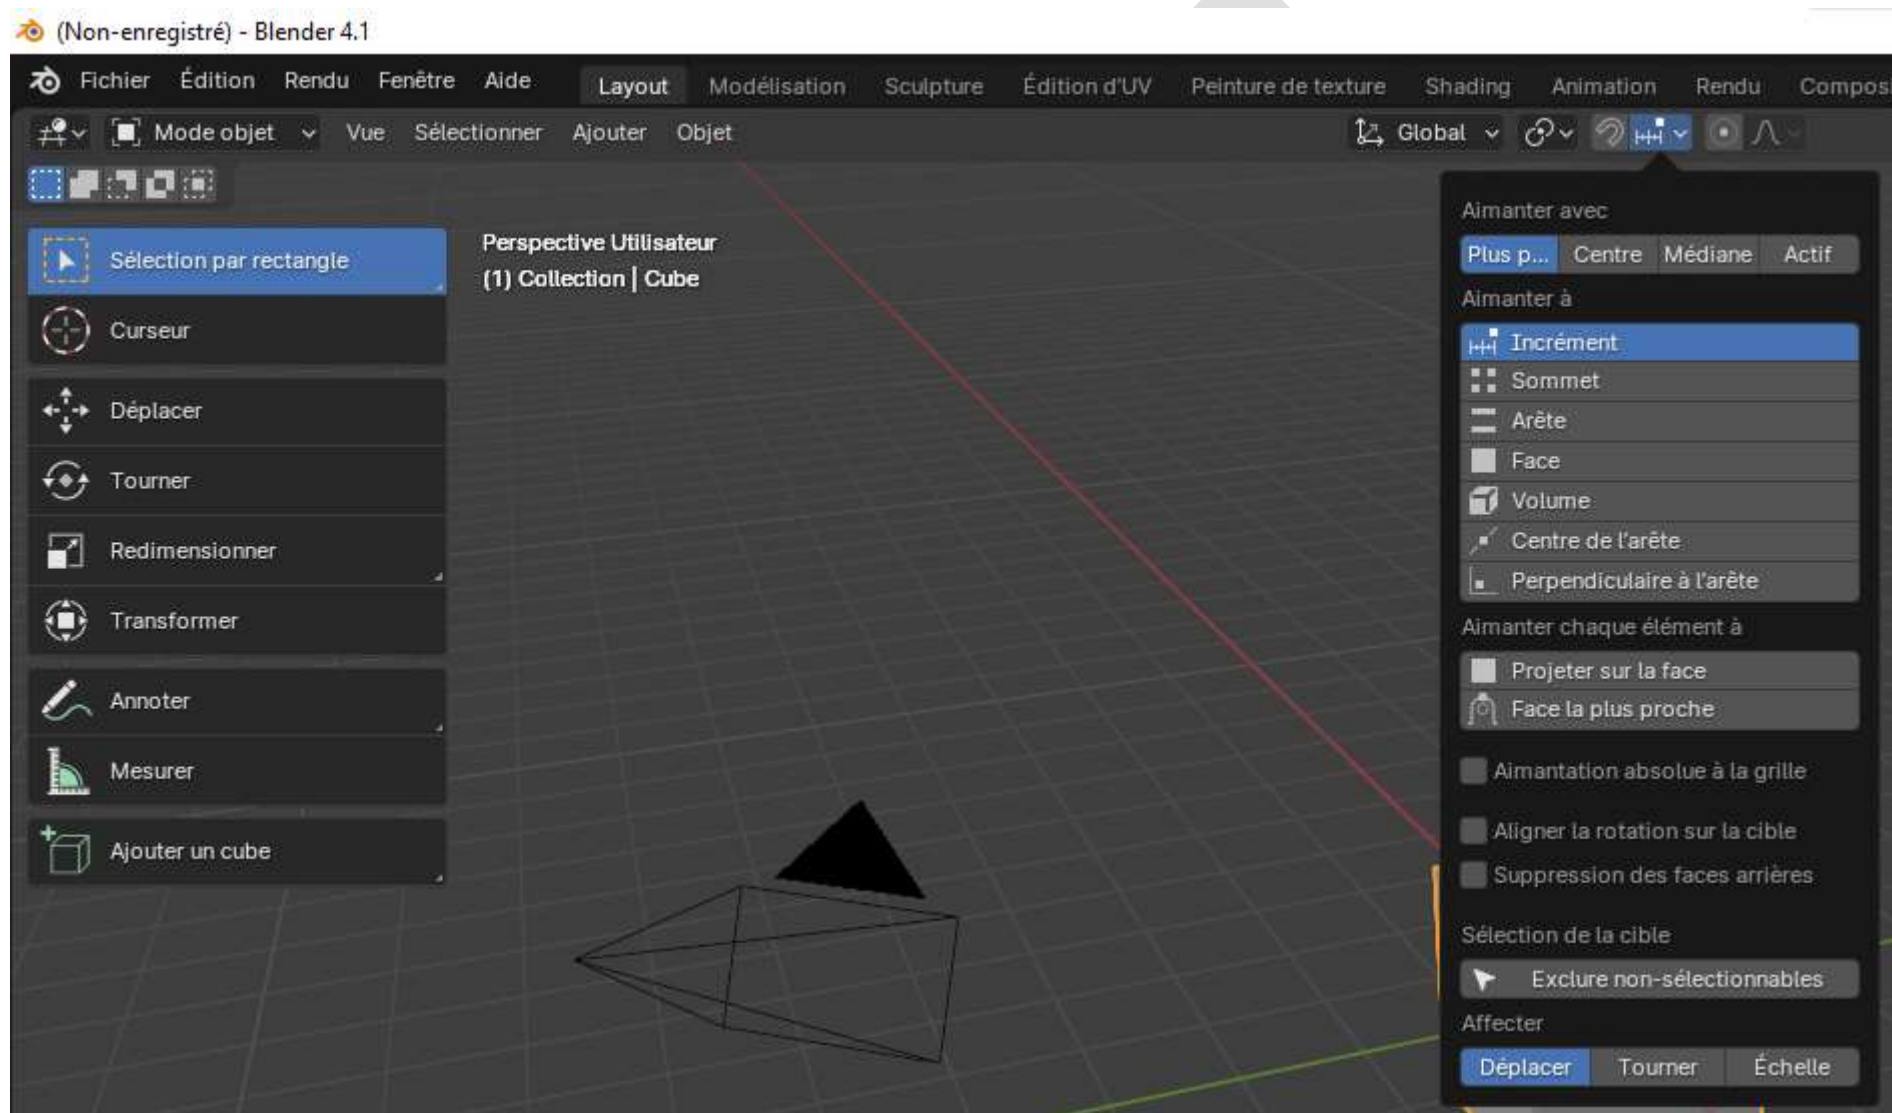 (Non-enregistré) - Blender 4.1
Fichier Édition Rendu Fenêtre Aide Layout Modélisation Sculpture Édition d'UV Peinture de texture Shading Animation Rendu Compos
Mode objet Vue Sélectionner Ajouter Objet Global
Perspective Utilisateur
(1) Collection | Cube
Sélection par rectangle
Curseur
Déplacer
Tourner
Redimensionner
Transformer
Annoter
Mesurer
Ajouter un cube
Aimanter avec
Plus p... Centre Médiane Actif
Aimanter à
Incrément
Sommet
Arête
Face
Volume
Centre de l'arête
Perpendiculaire à l'arête
Aimanter chaque élément à
Projeter sur la face
Face la plus proche
Aimantation absolue à la grille
Aligner la rotation sur la cible
Suppression des faces arrières
Sélection de la cible
Exclure non-sélectionnables
Affecter
Déplacer Tourner Échelle